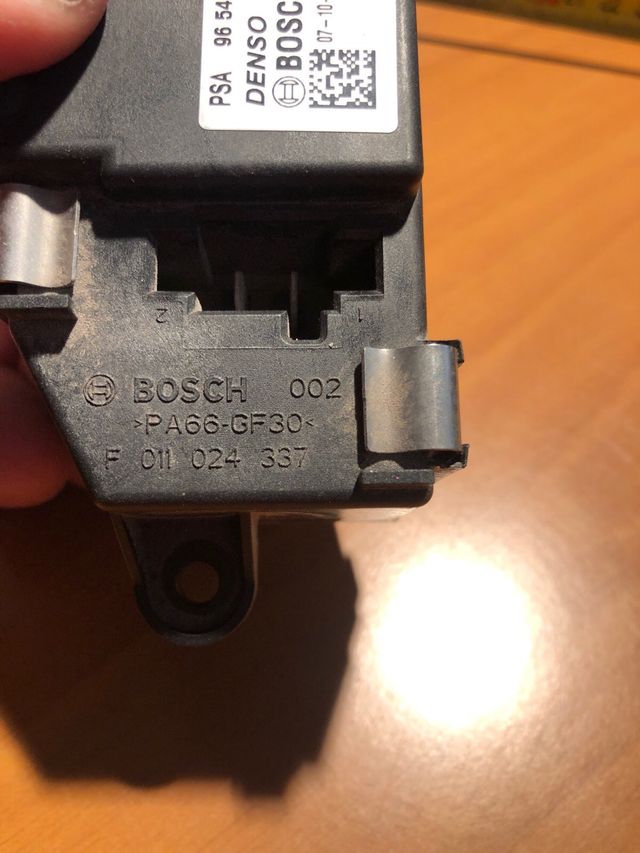 PSA 96 54
DENSO
BOSC
07-10-
2 1
BOSCH 002
>PA66-GF30<
F 011 024 337